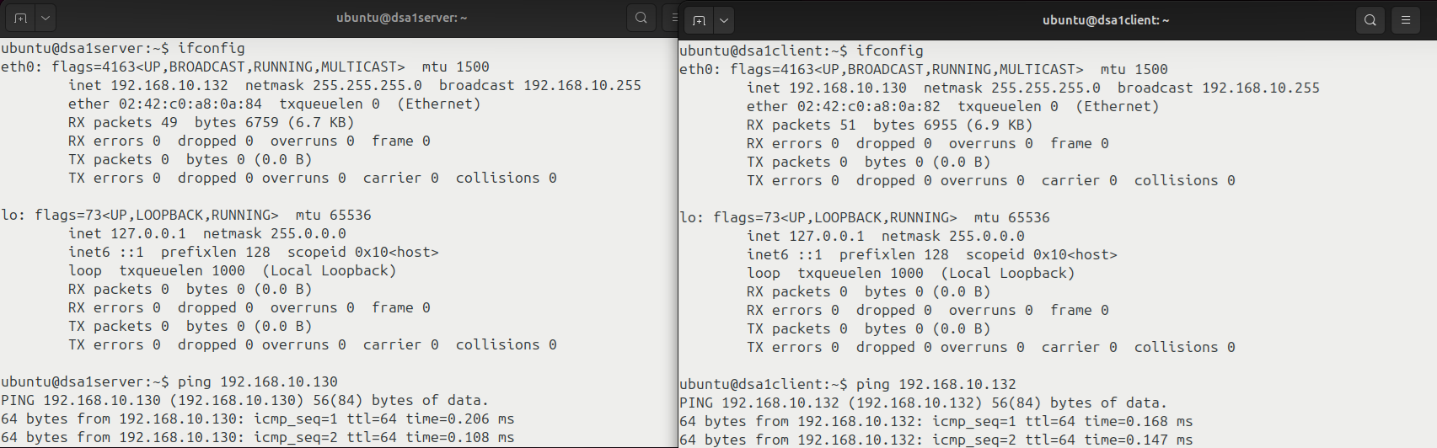 ubuntu@dsa1server: ~
ubuntu@dsa1server:~$ ifconfig
eth0: flags=4163<UP,BROADCAST,RUNNING,MULTICAST>  mtu 1500
        inet 192.168.10.132  netmask 255.255.255.0  broadcast 192.168.10.255
        ether 02:42:c0:a8:0a:84  txqueuelen 0  (Ethernet)
        RX packets 49  bytes 6759 (6.7 KB)
        RX errors 0  dropped 0  overruns 0  frame 0
        TX packets 0  bytes 0 (0.0 B)
        TX errors 0  dropped 0 overruns 0  carrier 0  collisions 0

lo: flags=73<UP,LOOPBACK,RUNNING>  mtu 65536
        inet 127.0.0.1  netmask 255.0.0.0
        inet6 ::1  prefixlen 128  scopeid 0x10<host>
        loop  txqueuelen 1000  (Local Loopback)
        RX packets 0  bytes 0 (0.0 B)
        RX errors 0  dropped 0  overruns 0  frame 0
        TX packets 0  bytes 0 (0.0 B)
        TX errors 0  dropped 0 overruns 0  carrier 0  collisions 0

ubuntu@dsa1server:~$ ping 192.168.10.130
PING 192.168.10.130 (192.168.10.130) 56(84) bytes of data.
64 bytes from 192.168.10.130: icmp_seq=1 ttl=64 time=0.206 ms
64 bytes from 192.168.10.130: icmp_seq=2 ttl=64 time=0.108 ms
ubuntu@dsa1client: ~
ubuntu@dsa1client:~$ ifconfig
eth0: flags=4163<UP,BROADCAST,RUNNING,MULTICAST>  mtu 1500
        inet 192.168.10.130  netmask 255.255.255.0  broadcast 192.168.10.255
        ether 02:42:c0:a8:0a:82  txqueuelen 0  (Ethernet)
        RX packets 51  bytes 6955 (6.9 KB)
        RX errors 0  dropped 0  overruns 0  frame 0
        TX packets 0  bytes 0 (0.0 B)
        TX errors 0  dropped 0 overruns 0  carrier 0  collisions 0

lo: flags=73<UP,LOOPBACK,RUNNING>  mtu 65536
        inet 127.0.0.1  netmask 255.0.0.0
        inet6 ::1  prefixlen 128  scopeid 0x10<host>
        loop  txqueuelen 1000  (Local Loopback)
        RX packets 0  bytes 0 (0.0 B)
        RX errors 0  dropped 0  overruns 0  frame 0
        TX packets 0  bytes 0 (0.0 B)
        TX errors 0  dropped 0 overruns 0  carrier 0  collisions 0

ubuntu@dsa1client:~$ ping 192.168.10.132
PING 192.168.10.132 (192.168.10.132) 56(84) bytes of data.
64 bytes from 192.168.10.132: icmp_seq=1 ttl=64 time=0.168 ms
64 bytes from 192.168.10.132: icmp_seq=2 ttl=64 time=0.147 ms